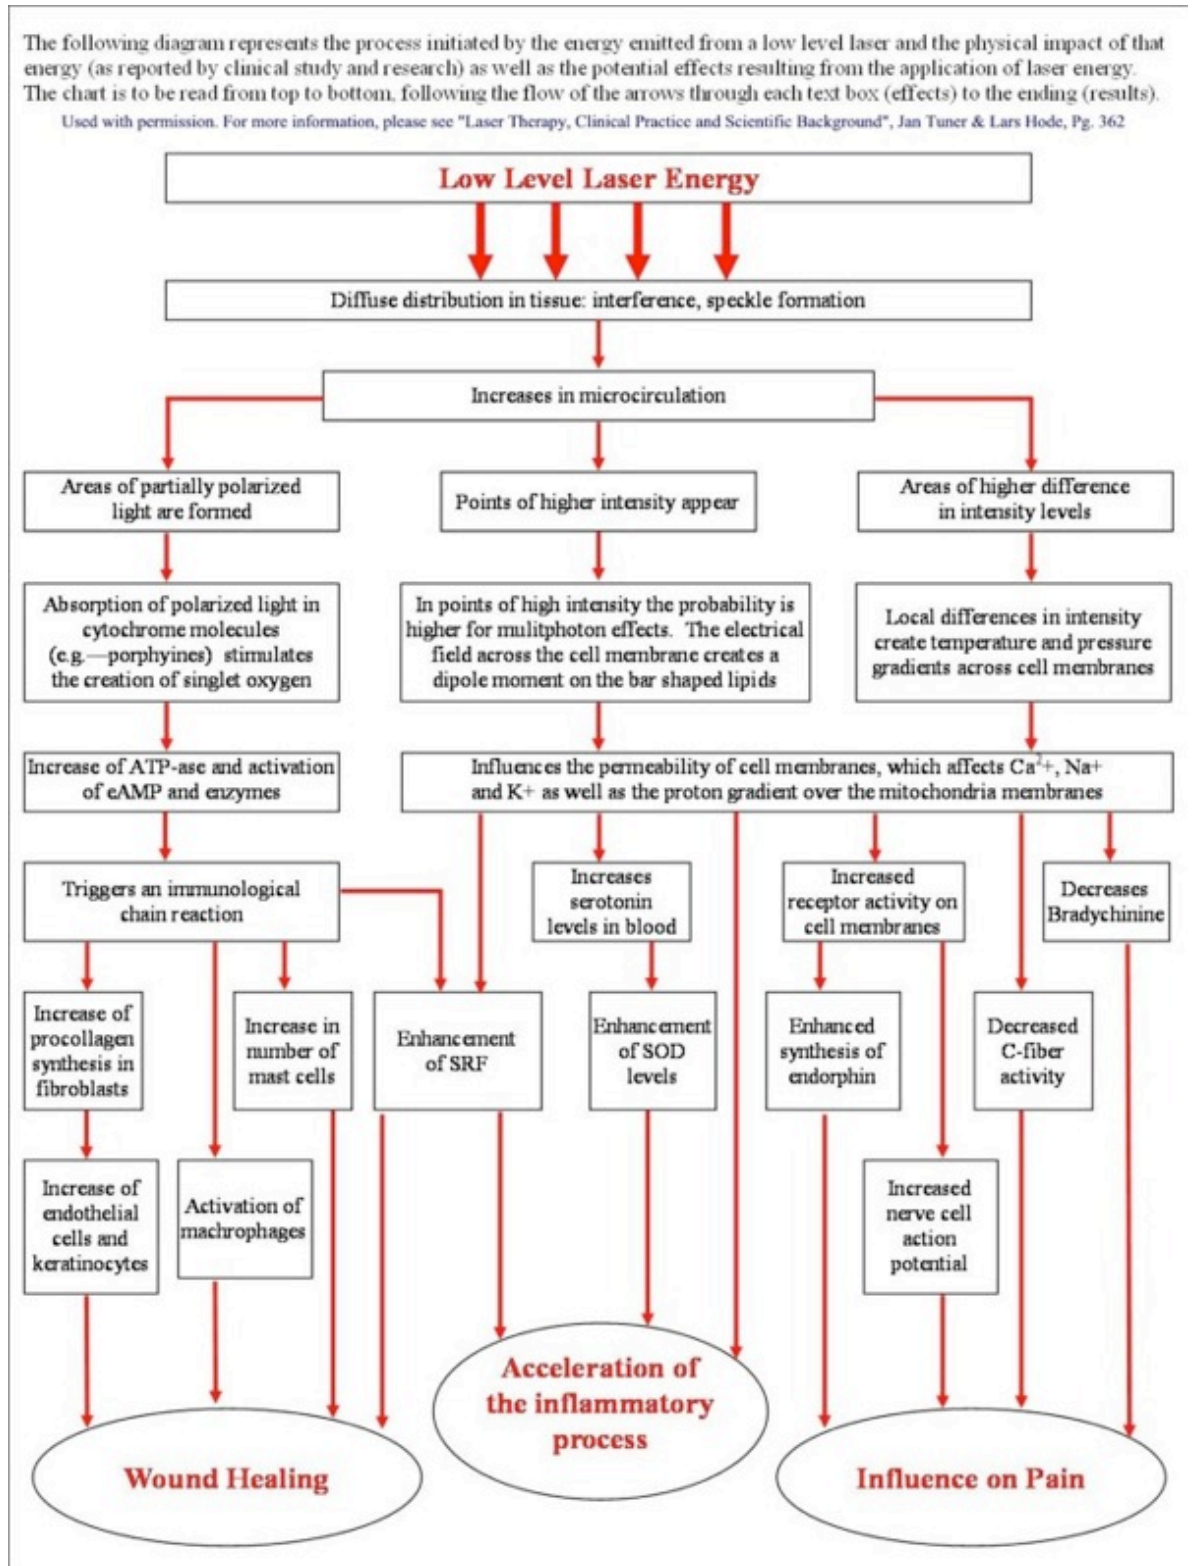 The following diagram represents the process initiated by the energy emitted from a low level laser and the physical impact of that
energy (as reported by clinical study and research) as well as the potential effects resulting from the application of laser energy.
The chart is to be read from top to bottom, following the flow of the arrows through each text box (effects) to the ending (results).
Used with permission. For more information, please see "Laser Therapy, Clinical Practice and Scientific Background", Jan Tuner & Lars Hode, Pg. 362
Low Level Laser Energy
Diffuse distribution in tissue: interference, speckle formation
Increases in microcirculation
Areas of partially polarized
light are formed
Points of higher intensity appear
Areas of higher difference
in intensity levels
Absorption of polarized light in
cytochrome molecules
(e.g.—porphyines) stimulates
the creation of singlet oxygen
In points of high intensity the probability is
higher for mulitphoton effects. The electrical
field across the cell membrane creates a
dipole moment on the bar shaped lipids
Local differences in intensity
create temperature and pressure
gradients across cell membranes
Increase of ATP-ase and activation
of cAMP and enzymes
Influences the permeability of cell membranes, which affects Ca²+, Na+
and K+ as well as the proton gradient over the mitochondria membranes
Triggers an immunological
chain reaction
Increases
serotonin
levels in blood
Increased
receptor activity on
cell membranes
Decreases
Bradychinine
Increase of
procollagen
synthesis in
fibroblasts
Increase in
number of
mast cells
Enhancement
of SRF
Enhancement
of SOD
levels
Enhanced
synthesis of
endorphin
Decreased
C-fiber
activity
Increase of
endothelial
cells and
keratinocytes
Activation of
machrophages
Increased
nerve cell
action
potential
Wound Healing
Acceleration of
the inflammatory
process
Influence on Pain